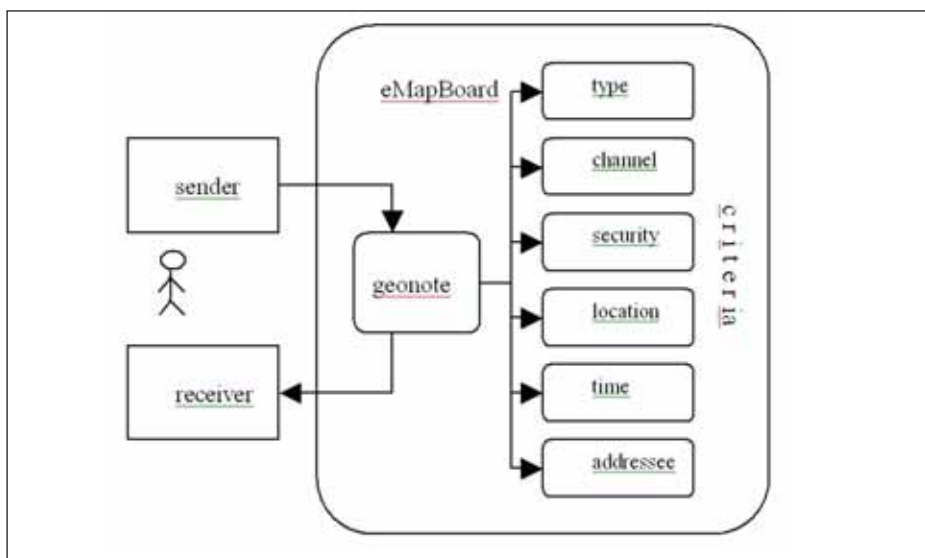 eMapBoard
sender
geonote
receiver
type
channel
security
location
time
addressee
criteria